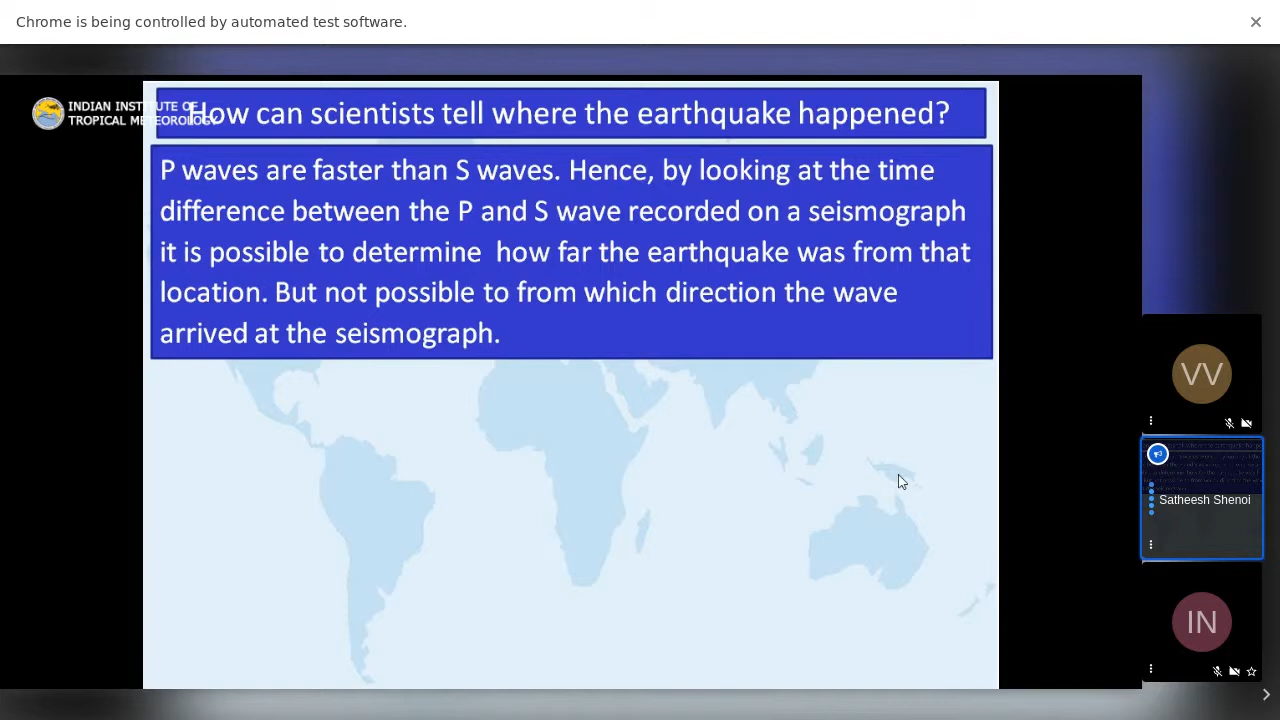 Chrome is being controlled by automated test software.
INDIAN INSTITUTE OF
TROPICAL METEOROLOGY
How can scientists tell where the earthquake happened?
P waves are faster than S waves. Hence, by looking at the time
difference between the P and S wave recorded on a seismograph
it is possible to determine how far the earthquake was from that
location. But not possible to from which direction the wave
arrived at the seismograph.
VV
Satheesh Shenoi
IN